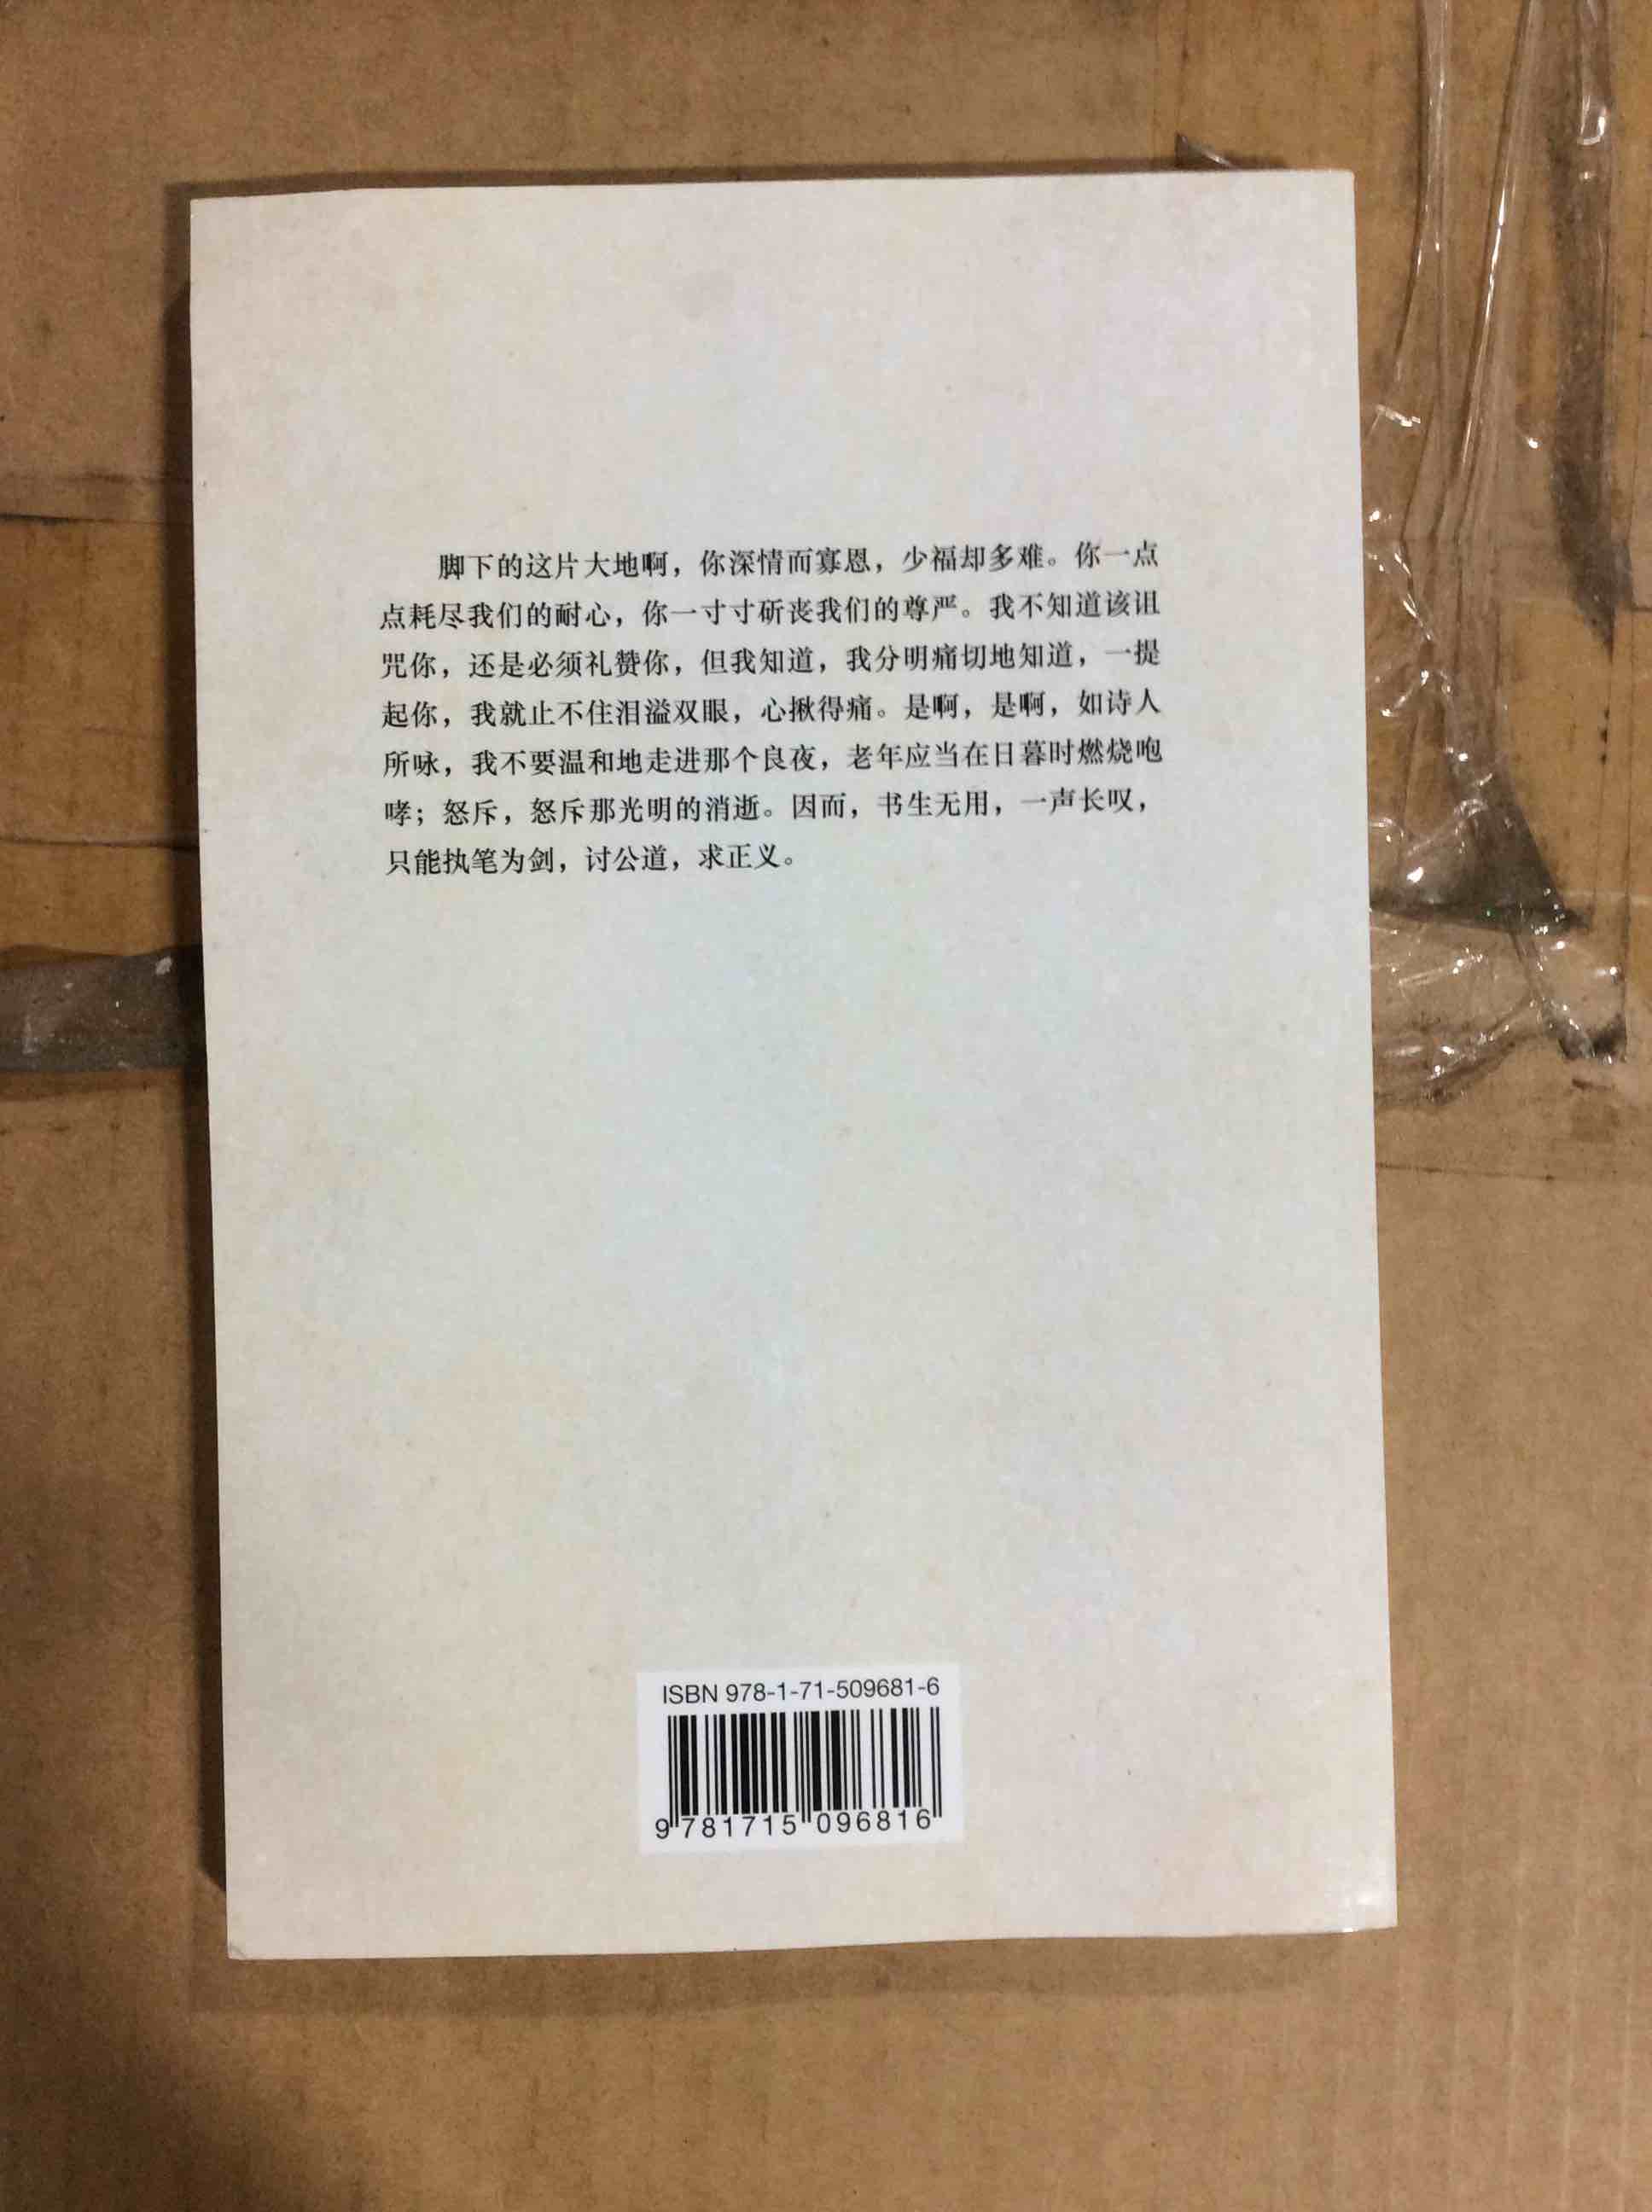 脚下的这片大地啊，你深情而寡恩，少福却多难。你一点
点耗尽我们的耐心，你一寸寸斫丧我们的尊严。我不知道该诅
咒你，还是必须礼赞你，但我知道，我分明痛切地知道，一提
起你，我就止不住泪溢双眼，心揪得痛。是啊，是啊，如诗人
所咏，我不要温和地走进那个良夜，老年应当在日暮时燃烧咆
哮；怒斥，怒斥那光明的消逝。因而，书生无用，一声长叹，
只能执笔为剑，讨公道，求正义。
ISBN 978-1-71-509681-6
9 781715 096816